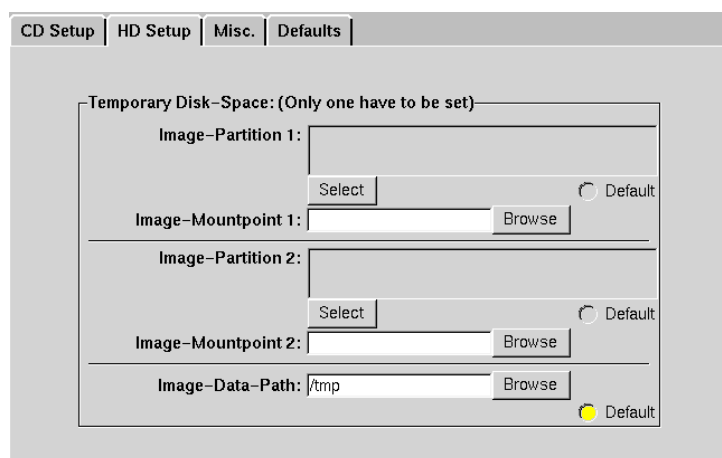 CD Setup HD Setup Misc. Defaults
Temporary Disk-Space: (Only one have to be set)
Image-Partition 1:
Select Default
Image-Mountpoint 1: Browse
Image-Partition 2:
Select Default
Image-Mountpoint 2: Browse
Image-Data-Path: /tmp Browse
Default